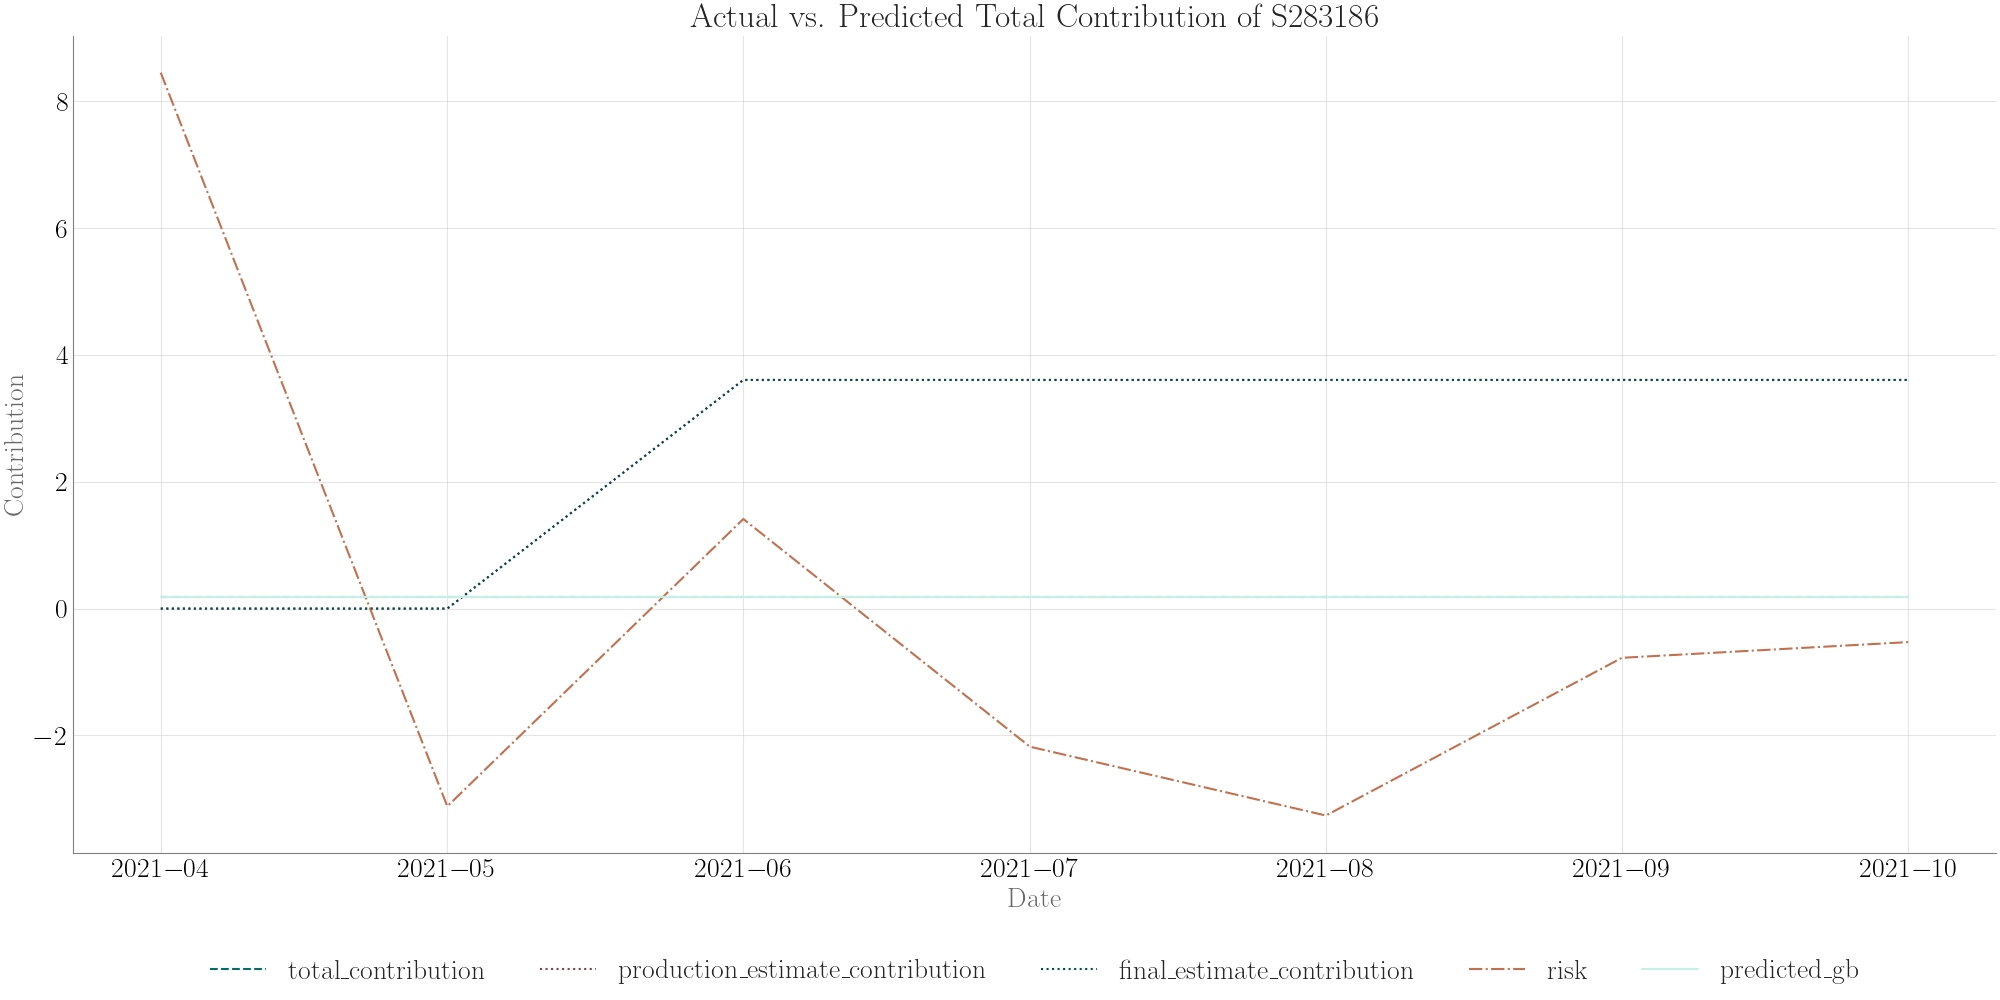 Actual vs. Predicted Total Contribution of S283186
Contribution
8
6
4
2
0
−2
2021−04 2021−05 2021−06 2021−07 2021−08 2021−09 2021−10
Date
total_contribution production_estimate_contribution final_estimate_contribution risk predicted_gb